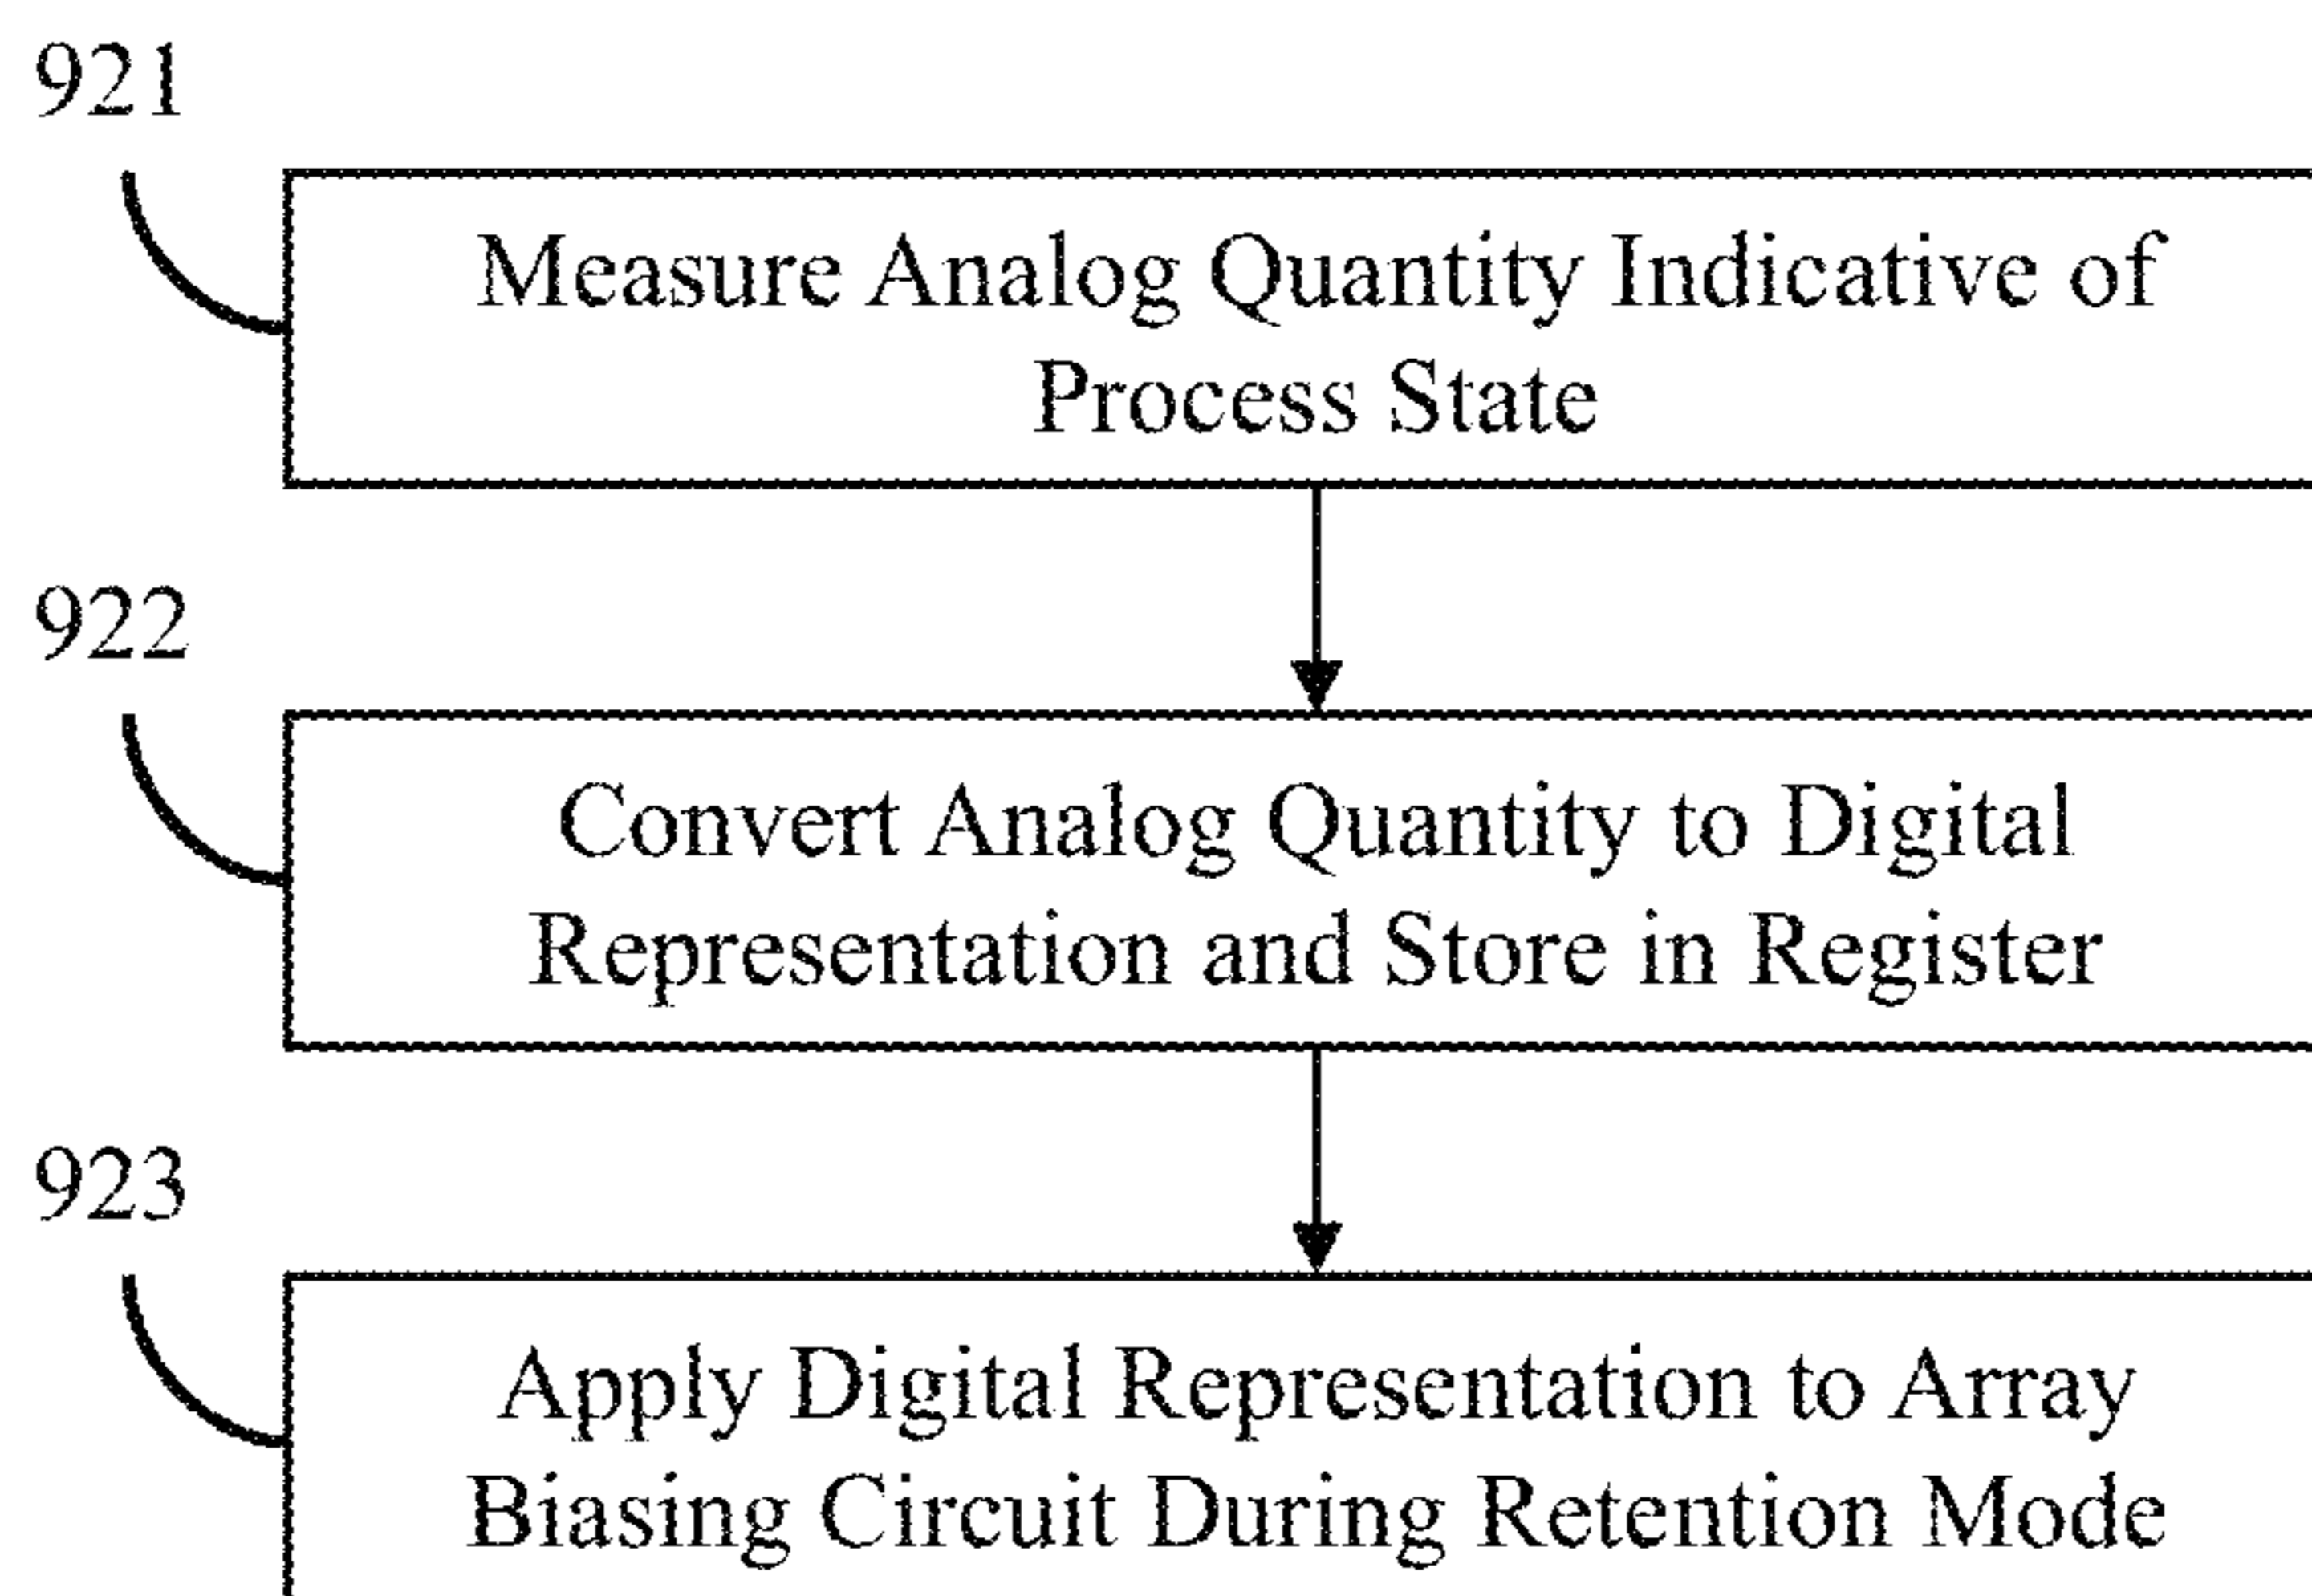 921
Measure Analog Quantity Indicative of
Process State
922
Convert Analog Quantity to Digital
Representation and Store in Register
923
Apply Digital Representation to Array
Biasing Circuit During Retention Mode